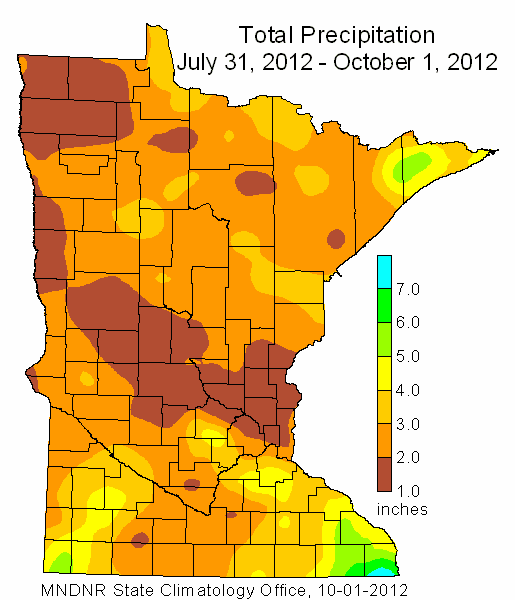 Total Precipitation
July 31, 2012 - October 1, 2012
7.0
6.0
5.0
4.0
3.0
2.0
1.0
inches
MNDNR State Climatology Office, 10-01-2012